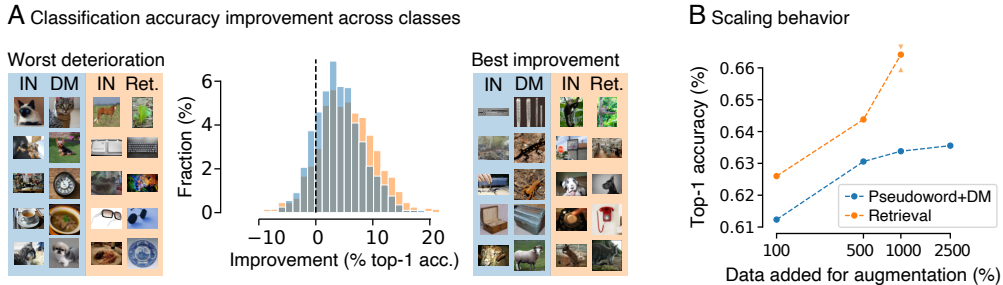 A Classification accuracy improvement across classes
Worst deterioration
IN DM IN Ret.
Fraction (%)
6
4
2
0
−10 0 10 20
Improvement (% top-1 acc.)
Best improvement
IN DM IN Ret.
B Scaling behavior
Top-1 accuracy (%)
0.66
0.65
0.64
0.63
0.62
0.61
Pseudoword+DM
Retrieval
100 500 1000 2500
Data added for augmentation (%)